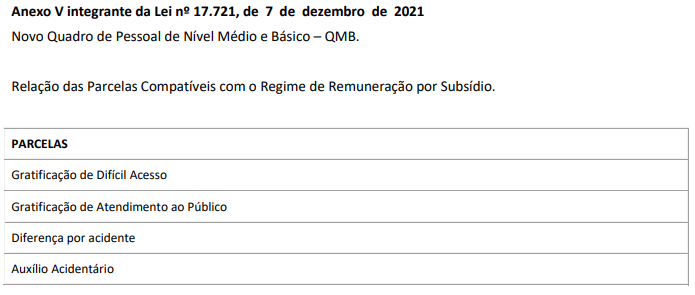 Anexo V integrante da Lei nº 17.721, de 7 de dezembro de 2021
Novo Quadro de Pessoal de Nível Médio e Básico – QMB.
Relação das Parcelas Compatíveis com o Regime de Remuneração por Subsídio.
PARCELAS
Gratificação de Difícil Acesso
Gratificação de Atendimento ao Público
Diferença por acidente
Auxílio Acidentário